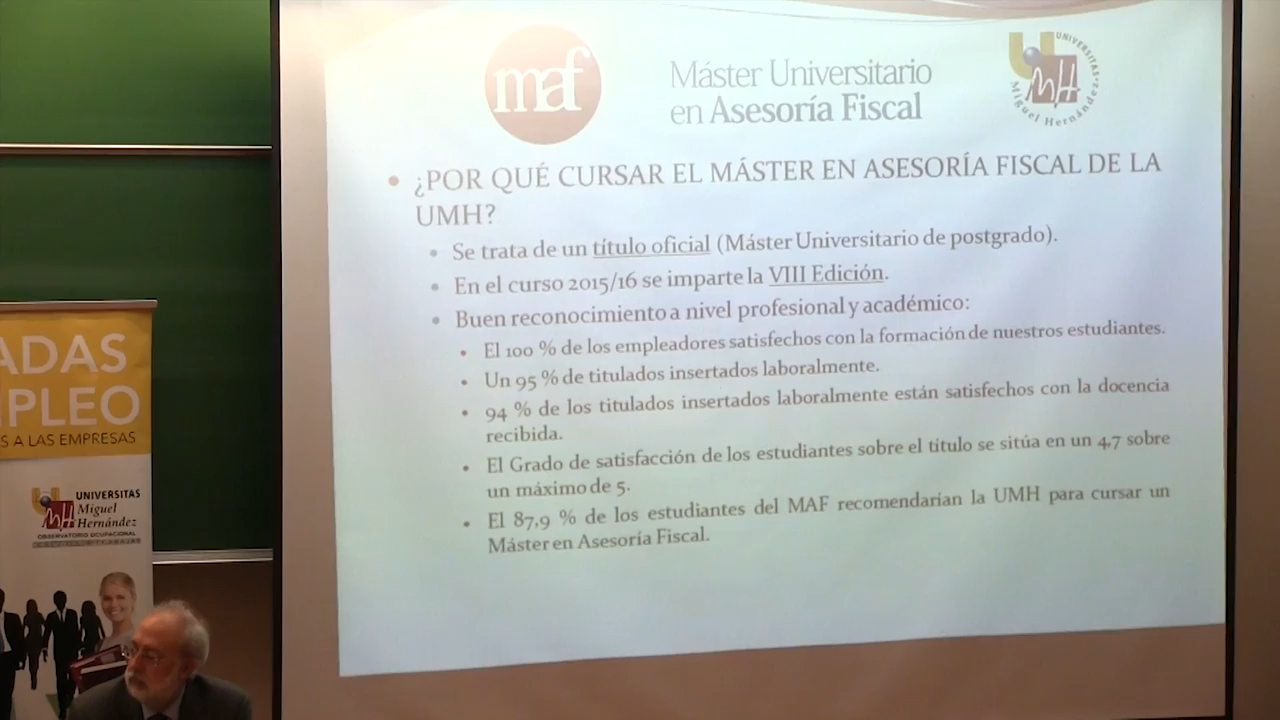 maf
Máster Universitario
en Asesoría Fiscal
UNIVERSITAS
Miguel Hernández
• ¿POR QUÉ CURSAR EL MÁSTER EN ASESORÍA FISCAL DE LA
UMH?
• Se trata de un título oficial (Máster Universitario de postgrado).
• En el curso 2015/16 se imparte la VIII Edición.
• Buen reconocimiento a nivel profesional y académico:
• El 100 % de los empleadores satisfechos con la formación de nuestros estudiantes.
• Un 95 % de titulados insertados laboralmente.
• 94 % de los titulados insertados laboralmente están satisfechos con la docencia
recibida.
• El Grado de satisfacción de los estudiantes sobre el título se sitúa en un 4,7 sobre
un máximo de 5.
• El 87,9 % de los estudiantes del MAF recomendarían la UMH para cursar un
Máster en Asesoría Fiscal.
ADAS
PLEO
S A LAS EMPRESAS
UNIVERSITAS
Miguel
Hernández
OBSERVATORIO OCUPACIONAL